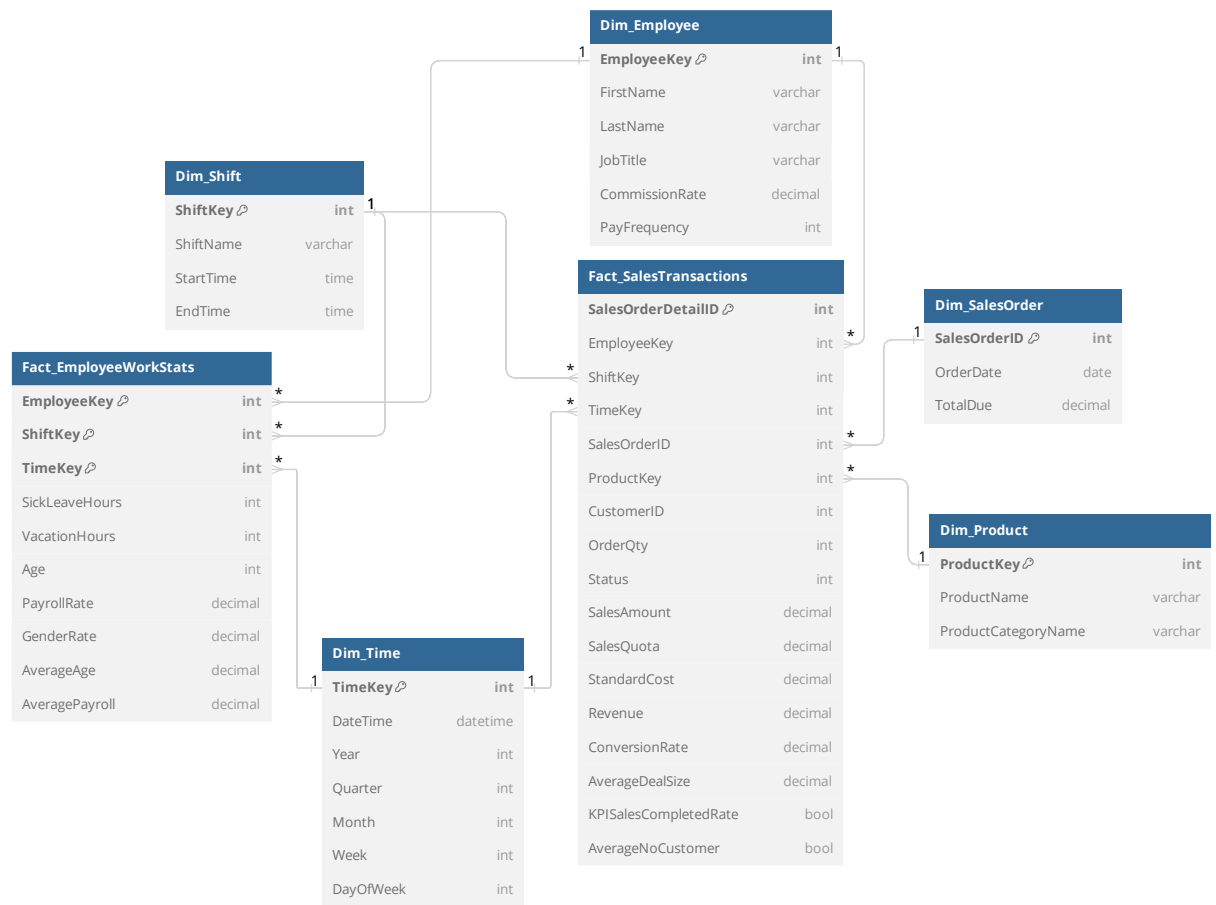 Dim_Employee
EmployeeKey int
FirstName varchar
LastName varchar
JobTitle varchar
CommissionRate decimal
PayFrequency int
1
1
Dim_Shift
ShiftKey int
ShiftName varchar
StartTime time
EndTime time
1
Fact_SalesTransactions
SalesOrderDetailID int
EmployeeKey int
ShiftKey int
TimeKey int
SalesOrderID int
ProductKey int
CustomerID int
OrderQty int
Status int
SalesAmount decimal
SalesQuota decimal
StandardCost decimal
Revenue decimal
ConversionRate decimal
AverageDealSize decimal
KPISalesCompletedRate bool
AverageNoCustomer bool
*
*
*
*
*
Dim_SalesOrder
SalesOrderID int
OrderDate date
TotalDue decimal
1
Fact_EmployeeWorkStats
EmployeeKey int
ShiftKey int
TimeKey int
SickLeaveHours int
VacationHours int
Age int
PayrollRate decimal
GenderRate decimal
AverageAge decimal
AveragePayroll decimal
*
*
*
Dim_Product
ProductKey int
ProductName varchar
ProductCategoryName varchar
1
Dim_Time
TimeKey int
DateTime datetime
Year int
Quarter int
Month int
Week int
DayOfWeek int
1
1